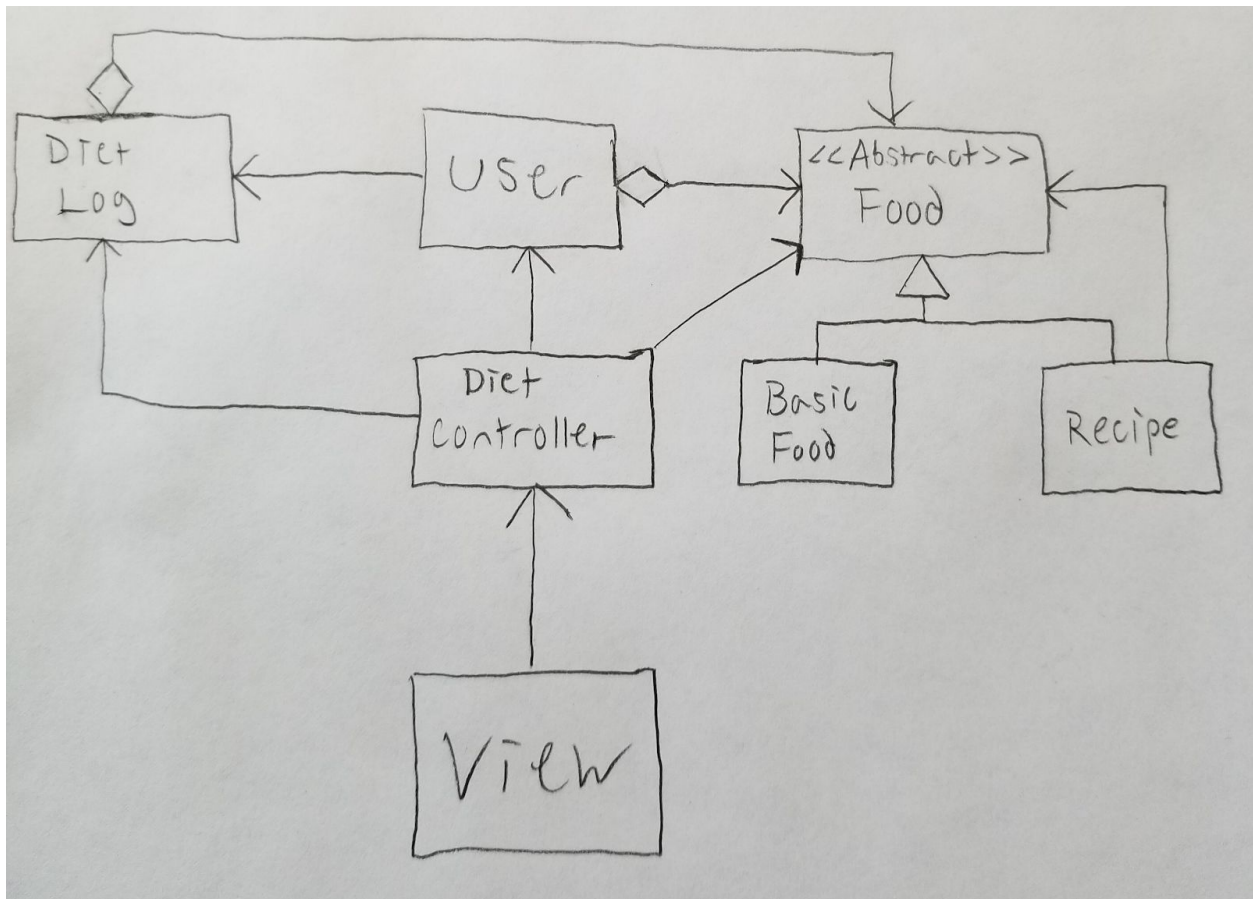 Diet
Log
User
<<Abstract>>
Food
Diet
Controller
Basic
Food
Recipe
View